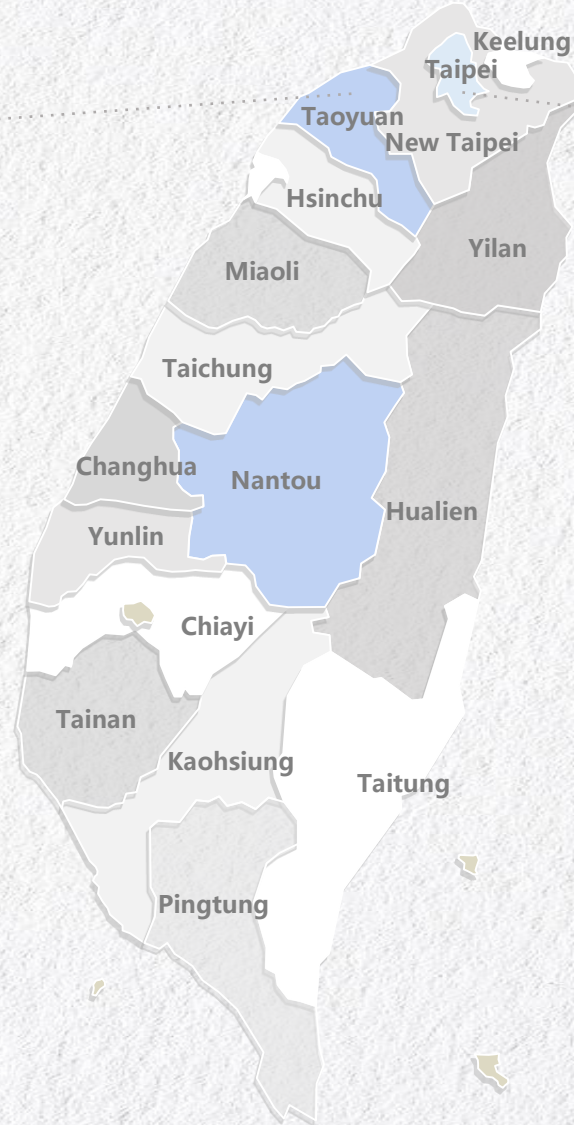 Keelung
Taipei
Taoyuan
New Taipei
Hsinchu
Yilan
Miaoli
Taichung
Changhua
Nantou
Hualien
Yunlin
Chiayi
Tainan
Kaohsiung
Taitung
Pingtung